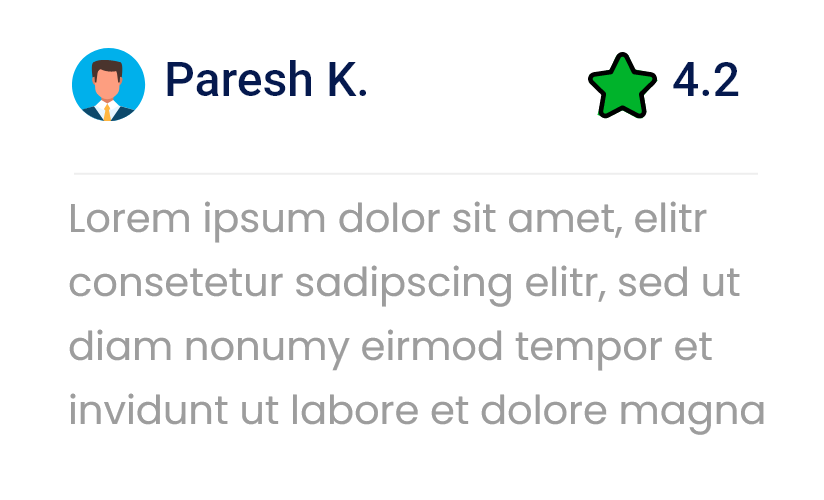 Paresh K. 4.2
Lorem ipsum dolor sit amet, elitr
consetetur sadipscing elitr, sed ut
diam nonumy eirmod tempor et
invidunt ut labore et dolore magna